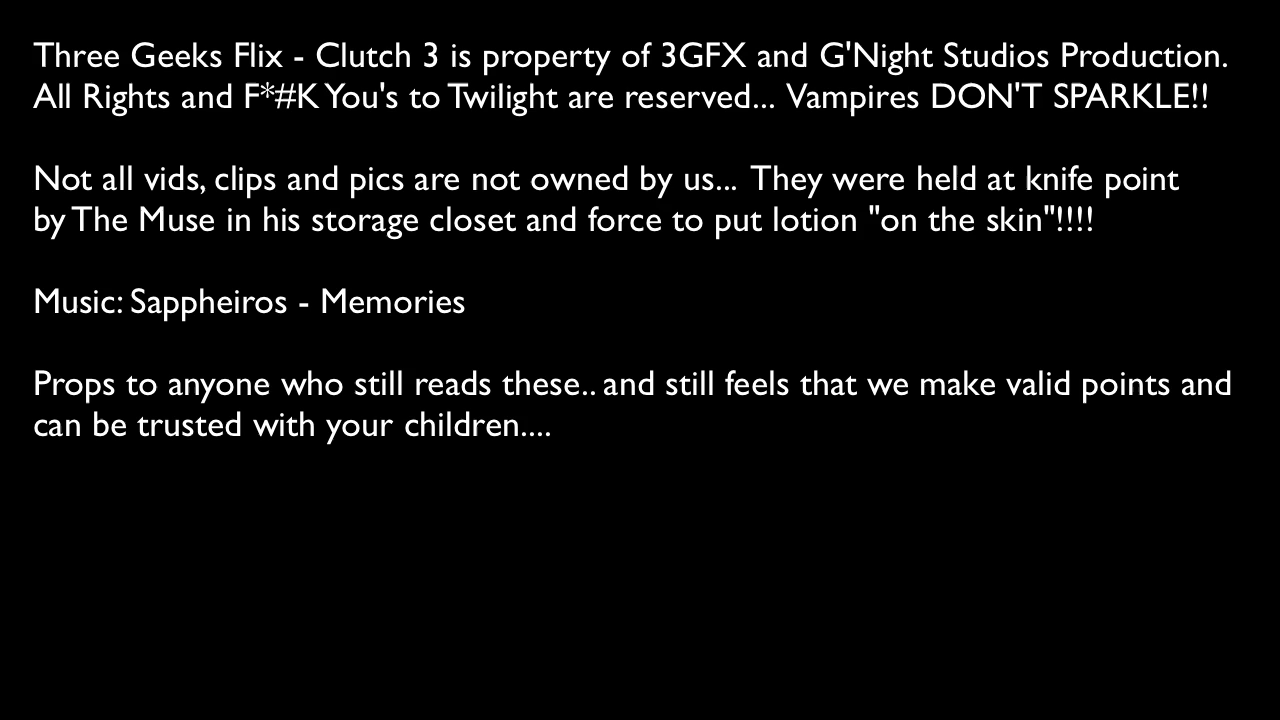 Three Geeks Flix - Clutch 3 is property of 3GFX and G'Night Studios Production.
All Rights and F*#K You's to Twilight are reserved... Vampires DON'T SPARKLE!!
Not all vids, clips and pics are not owned by us... They were held at knife point
by The Muse in his storage closet and force to put lotion "on the skin"!!!!
Music: Sappheiros - Memories
Props to anyone who still reads these.. and still feels that we make valid points and
can be trusted with your children....